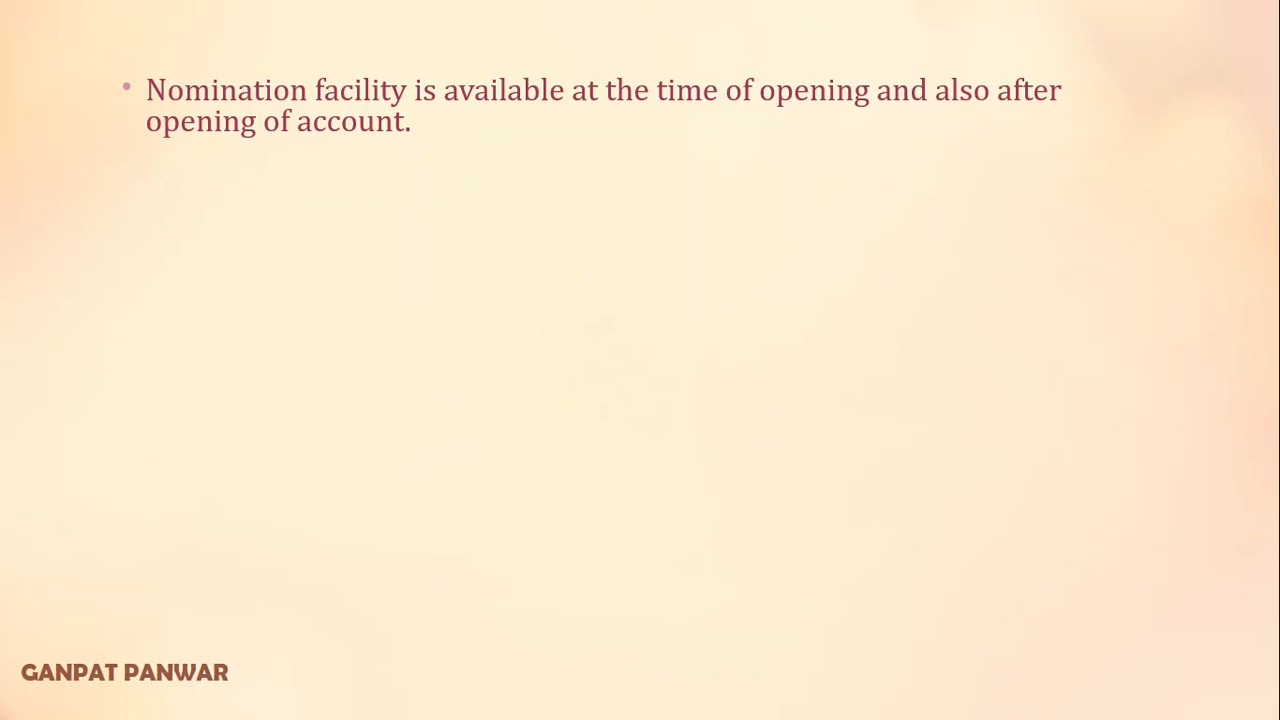 • Nomination facility is available at the time of opening and also after
opening of account.
GANPAT PANWAR